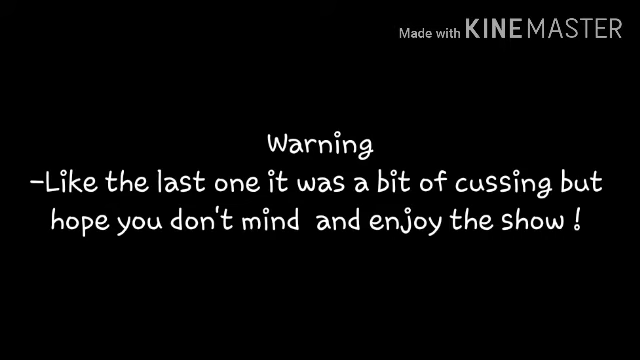 Made with KINEMASTER
Warning
-Like the last one it was a bit of cussing but
hope you don't mind  and enjoy the show !